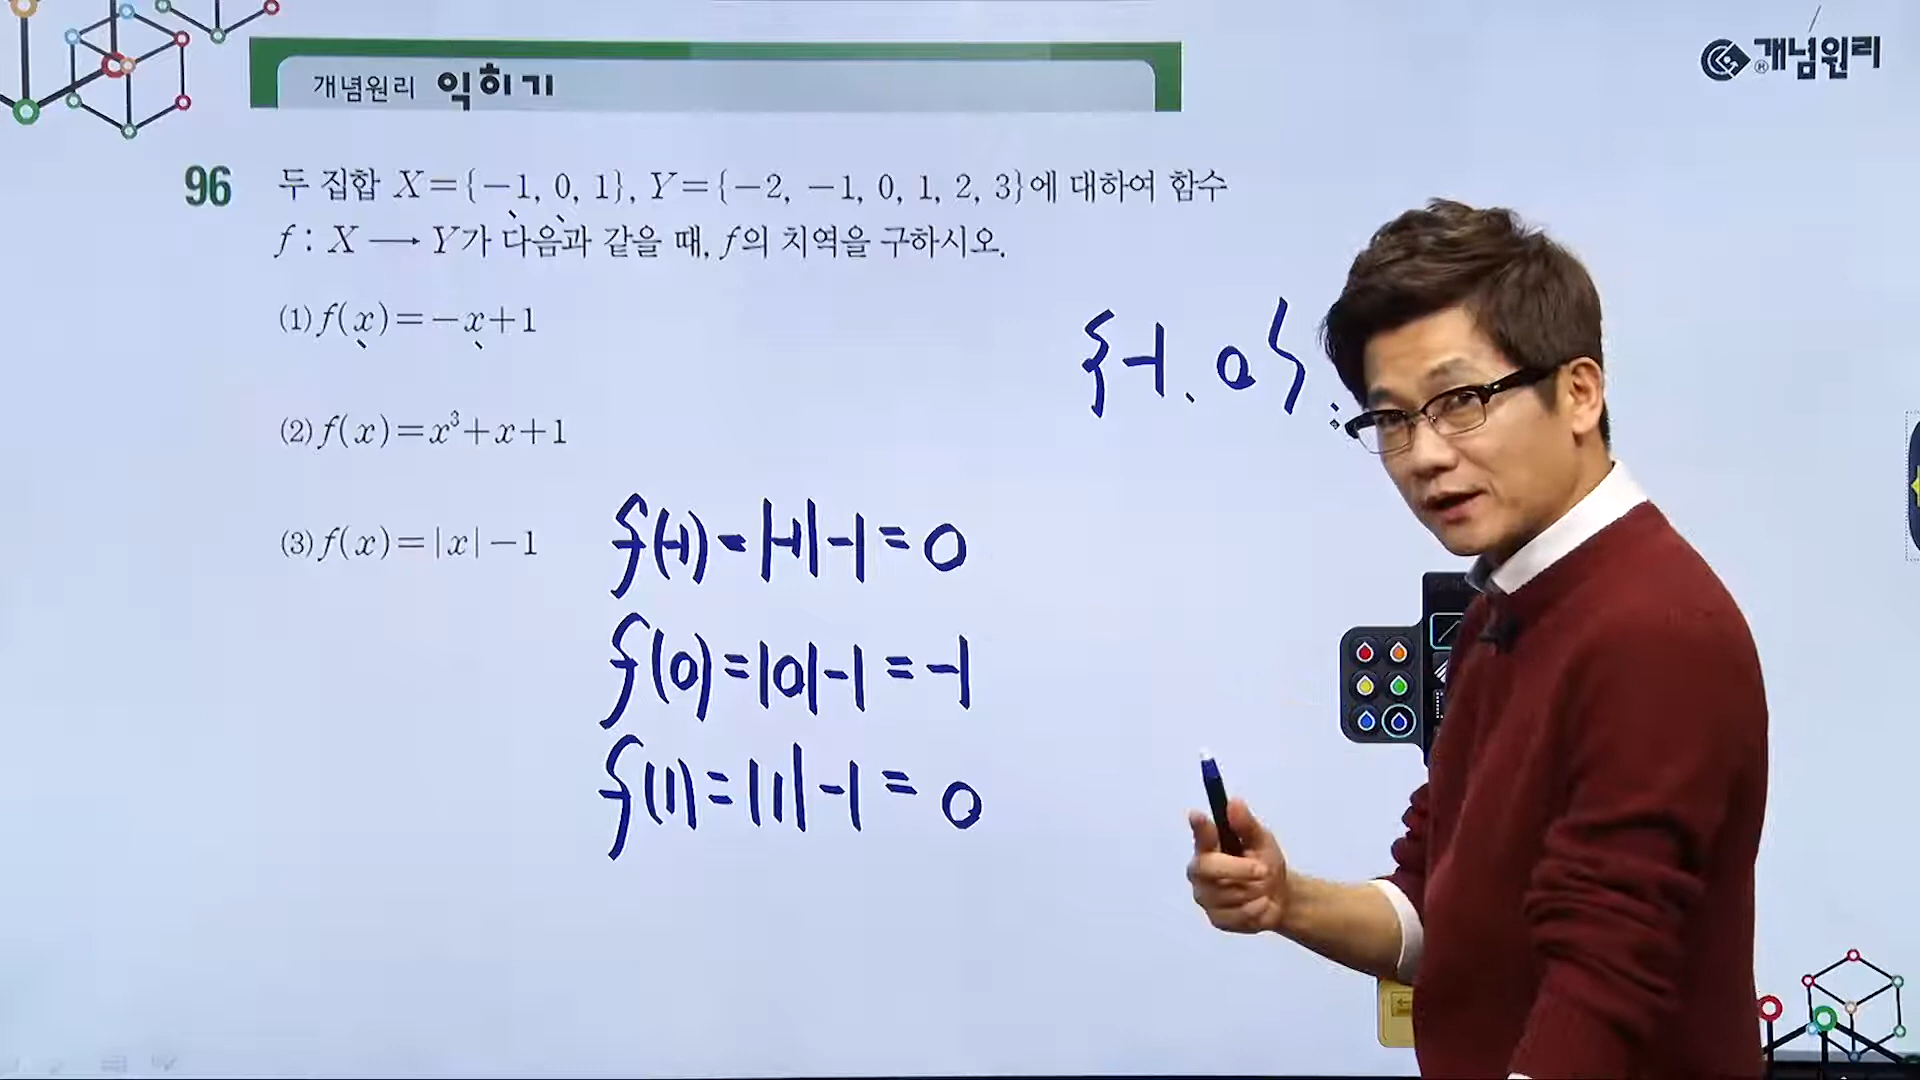 개념원리 익히기
개념원리
96 두 집합 X={-1, 0, 1}, Y={-2, -1, 0, 1, 2, 3}에 대하여 함수
f : X → Y가 다음과 같을 때, f의 치역을 구하시오.
(1) f(x)=-x+1
{-1, 0}
(2) f(x)=x³+x+1
(3) f(x)=|x|-1
f(-1)=|-1|-1=0
f(0)=|0|-1=-1
f(1)=|1|-1=0